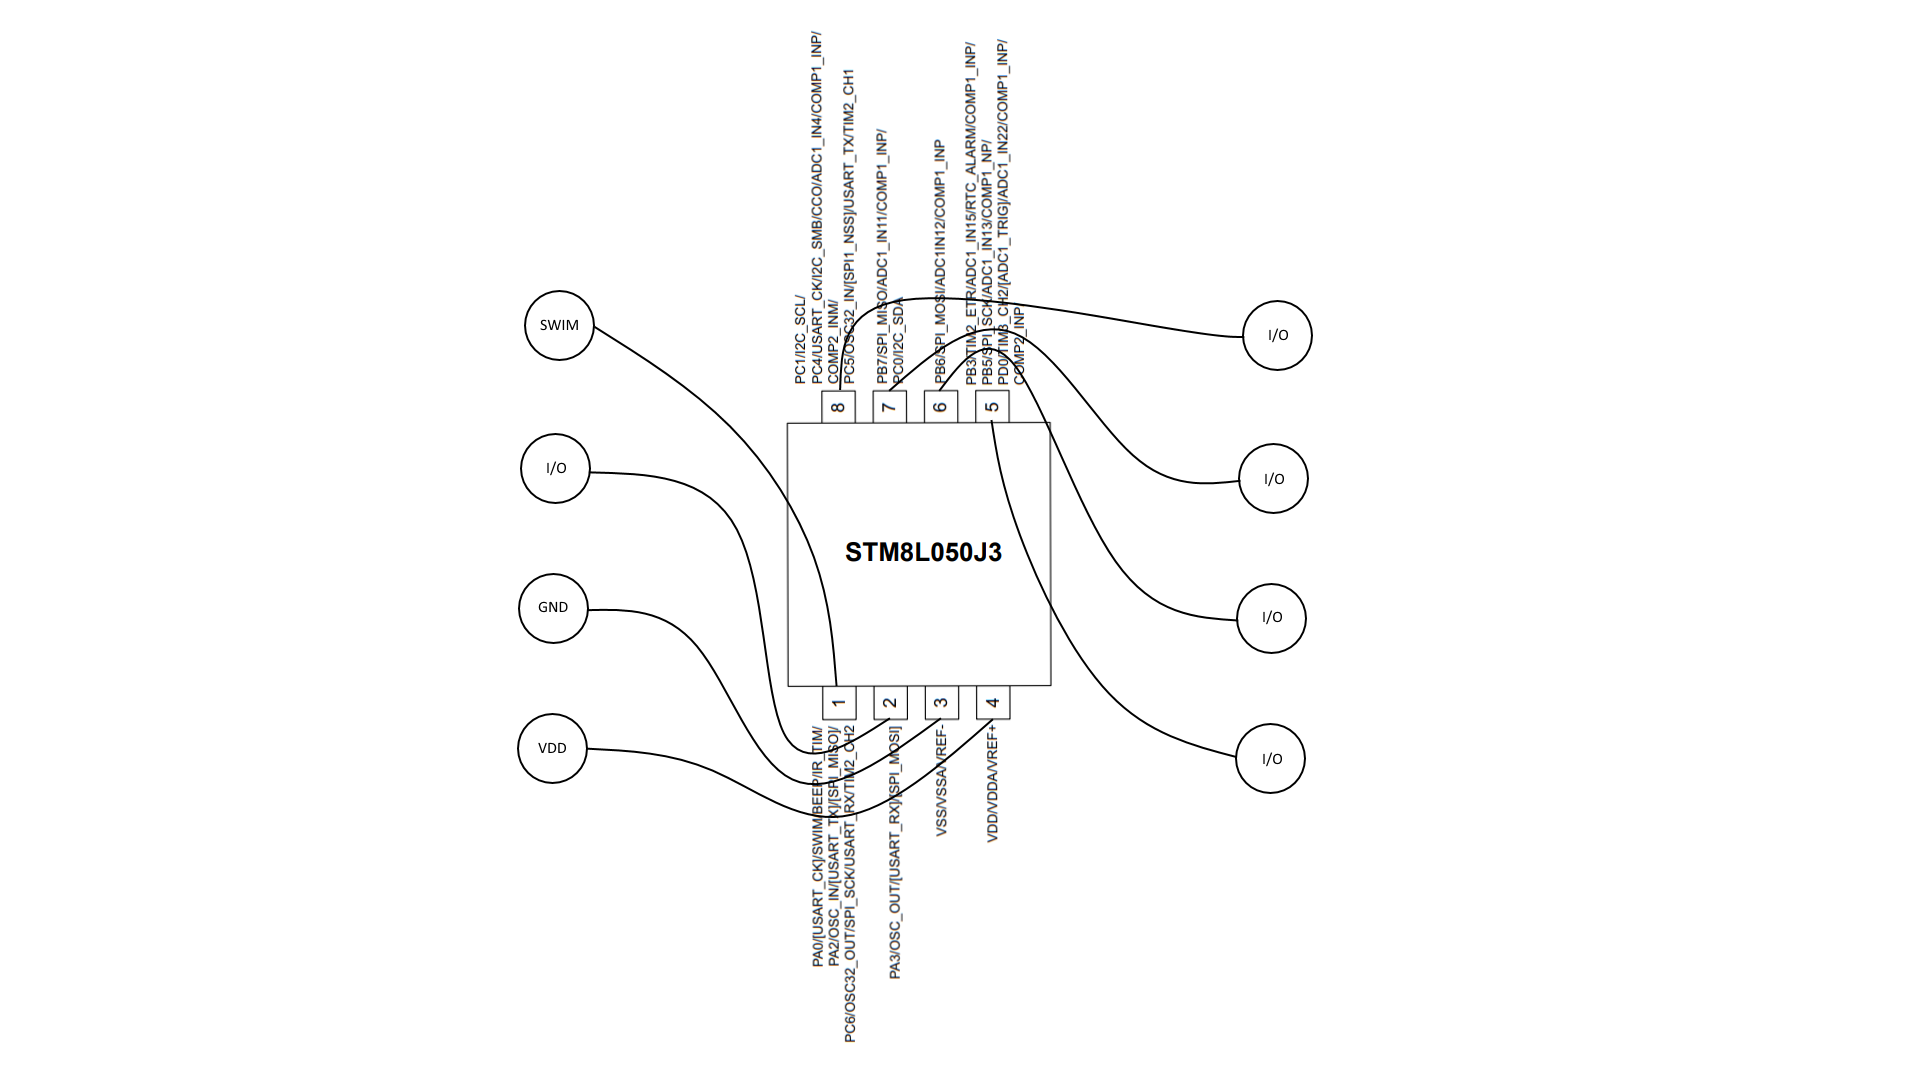 PC1/I2C_SCL/
PC4/USART_CK/I2C_SMB/CCO/ADC1_IN4/COMP1_INP/
COMP2_INM/
PC5/OSC32_IN/[SPI1_NSS]/USART_TX/TIM2_CH1
PB7/SPI_MISO/ADC1_IN11/COMP1_INP/
PC0/I2C_SDA
PB6/SPI_MOSI/ADC1IN12/COMP1_INP
PB3/TIM2_ETR/ADC1_IN15/RTC_ALARM/COMP1_INP/
PB5/SPI_SCK/ADC1_IN13/COMP1_NP/
PD0/TIM3_CH2/[ADC1_TRIG]/ADC1_IN22/COMP1_INP/
COMP2_INP/
8
7
6
5
SWIM
I/O
GND
VDD
STM8L050J3
I/O
I/O
I/O
I/O
1
2
3
4
PA0/[USART_CK]/SWIM/BEEP/IR_TIM/
PA2/OSC_IN/[USART_TX]/[SPI_MISO]/
PC6/OSC32_OUT/SPI_SCK/USART_RX/TIM2_CH2
PA3/OSC_OUT/[USART_RX]/[SPI_MOSI]
VSS/VSSA/VREF-
VDD/VDDA/VREF+